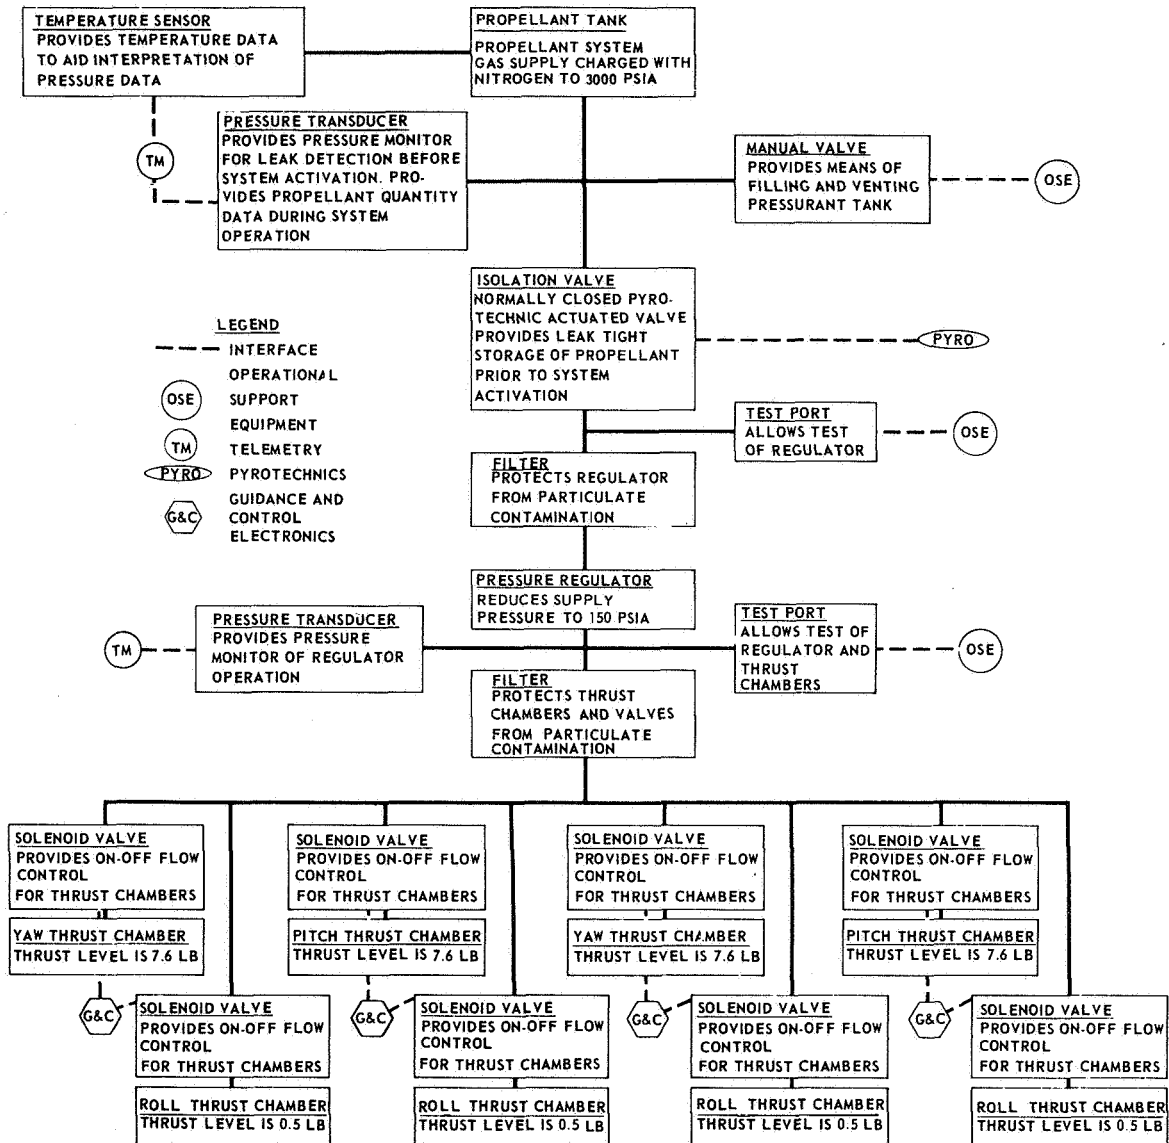 TEMPERATURE SENSOR
PROVIDES TEMPERATURE DATA
TO AID INTERPRETATION OF
PRESSURE DATA
PROPELLANT TANK
PROPELLANT SYSTEM
GAS SUPPLY CHARGED WITH
NITROGEN TO 3000 PSIA
TM
PRESSURE TRANSDUCER
PROVIDES PRESSURE MONITOR
FOR LEAK DETECTION BEFORE
SYSTEM ACTIVATION. PRO-
VIDES PROPELLANT QUANTITY
DATA DURING SYSTEM
OPERATION
MANUAL VALVE
PROVIDES MEANS OF
FILLING AND VENTING
PRESSURANT TANK
OSE
ISOLATION VALVE
NORMALLY CLOSED PYRO-
TECHNIC ACTUATED VALVE
PROVIDES LEAK TIGHT
STORAGE OF PROPELLANT
PRIOR TO SYSTEM
ACTIVATION
PYRO
LEGEND
INTERFACE
OPERATIONAL
OSE SUPPORT
EQUIPMENT
TM TELEMETRY
PYRO PYROTECHNICS
GUIDANCE AND
G&C CONTROL
ELECTRONICS
TEST PORT
ALLOWS TEST
OF REGULATOR
OSE
FILTER
PROTECTS REGULATOR
FROM PARTICULATE
CONTAMINATION
PRESSURE REGULATOR
REDUCES SUPPLY
PRESSURE TO 150 PSIA
TM
PRESSURE TRANSDUCER
PROVIDES PRESSURE
MONITOR OF REGULATOR
OPERATION
TEST PORT
ALLOWS TEST OF
REGULATOR AND
THRUST
CHAMBERS
OSE
FILTER
PROTECTS THRUST
CHAMBERS AND VALVES
FROM PARTICULATE
CONTAMINATION
SOLENOID VALVE
PROVIDES ON-OFF FLOW
CONTROL
FOR THRUST CHAMBERS
YAW THRUST CHAMBER
THRUST LEVEL IS 7.6 LB
G&C
SOLENOID VALVE
PROVIDES ON-OFF FLOW
CONTROL
FOR THRUST CHAMBERS
ROLL THRUST CHAMBER
THRUST LEVEL IS 0.5 LB
SOLENOID VALVE
PROVIDES ON-OFF FLOW
CONTROL
FOR THRUST CHAMBERS
PITCH THRUST CHAMBER
THRUST LEVEL IS 7.6 LB
G&C
SOLENOID VALVE
PROVIDES ON-OFF FLOW
CONTROL
FOR THRUST CHAMBERS
ROLL THRUST CHAMBER
THRUST LEVEL IS 0.5 LB
SOLENOID VALVE
PROVIDES ON-OFF FLOW
CONTROL
FOR THRUST CHAMBERS
YAW THRUST CHAMBER
THRUST LEVEL IS 7.6 LB
G&C
SOLENOID VALVE
PROVIDES ON-OFF FLOW
CONTROL
FOR THRUST CHAMBERS
ROLL THRUST CHAMBER
THRUST LEVEL IS 0.5 LB
SOLENOID VALVE
PROVIDES ON-OFF FLOW
CONTROL
FOR THRUST CHAMBERS
PITCH THRUST CHAMBER
THRUST LEVEL IS 7.6 LB
G&C
SOLENOID VALVE
PROVIDES ON-OFF FLOW
CONTROL
FOR THRUST CHAMBERS
ROLL THRUST CHAMBER
THRUST LEVEL IS 0.5 LB